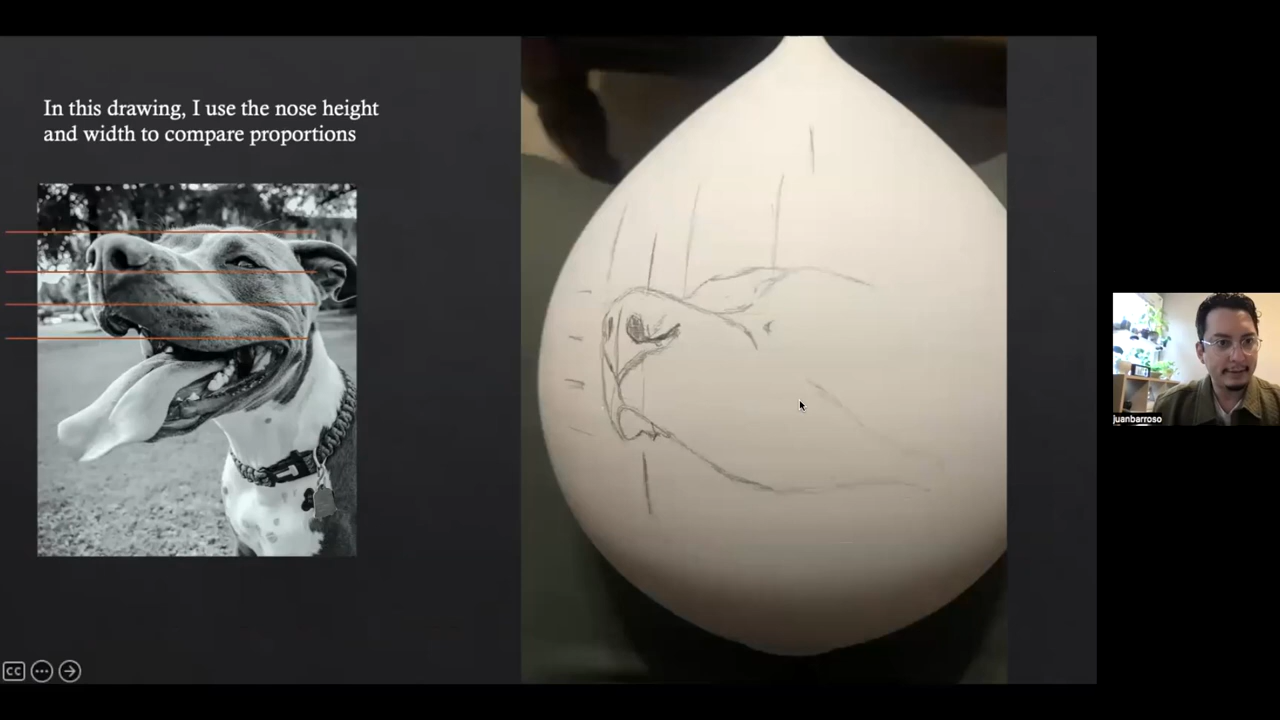 In this drawing, I use the nose height
and width to compare proportions
juanbarroso
CC